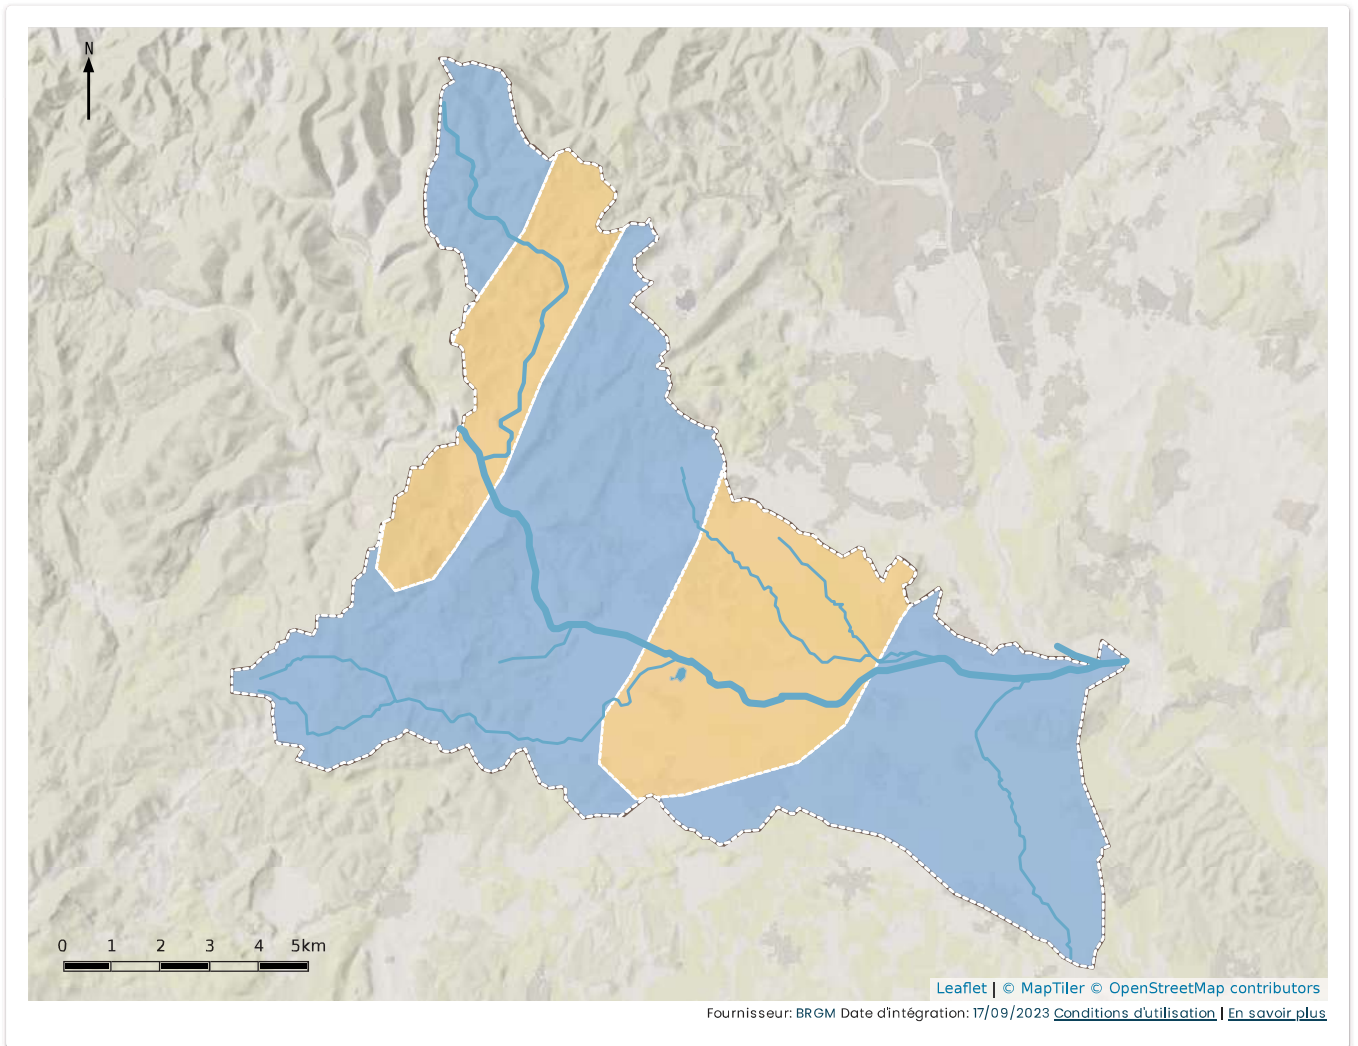 N
0 1 2 3 4 5km
Leaflet | © MapTiler © OpenStreetMap contributors
Fournisseur: BRGM Date d'intégration: 17/09/2023 Conditions d'utilisation | En savoir plus